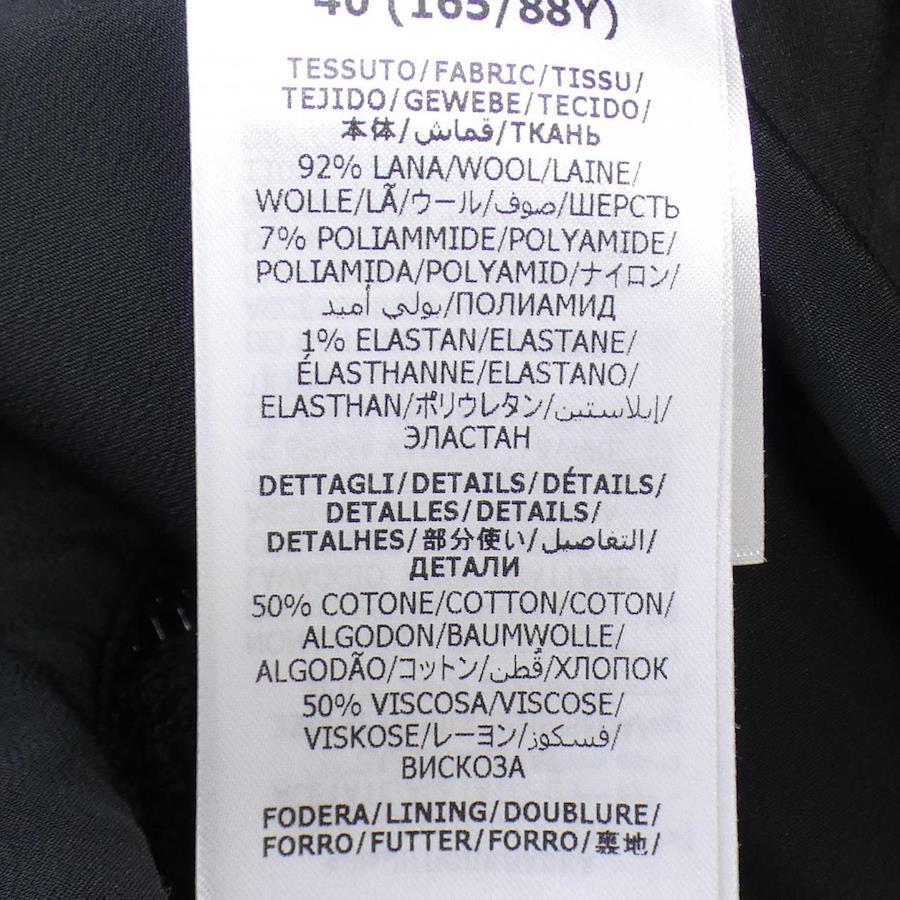 40 (165/88Y)
TESSUTO/FABRIC/TISSU/
TEJIDO/GEWEBE/TECIDO/
本体/قماش/ТКАНЬ
92% LANA/WOOL/LAINE/
WOLLE/LÃ/ウール/صوف/ШЕРСТЬ
7% POLIAMMIDE/POLYAMIDE/
POLIAMIDA/POLYAMID/ナイロン/
بولي أميد/ПОЛИАМИД
1% ELASTAN/ELASTANE/
ÉLASTHANNE/ELASTANO/
ELASTHAN/ポリウレタン/إيلاستين/
ЭЛАСТАН
DETTAGLI/DETAILS/DÉTAILS/
DETALLES/DETAILS/
DETALHES/部分使い/التفاصيل/
ДЕТАЛИ
50% COTONE/COTTON/COTON/
ALGODON/BAUMWOLLE/
ALGODÃO/コットン/قُطن/ХЛОПОК
50% VISCOSA/VISCOSE/
VISKOSE/レーヨン/فسكوز/
ВИСКОЗА
FODERA/LINING/DOUBLURE/
FORRO/FUTTER/FORRO/裏地/